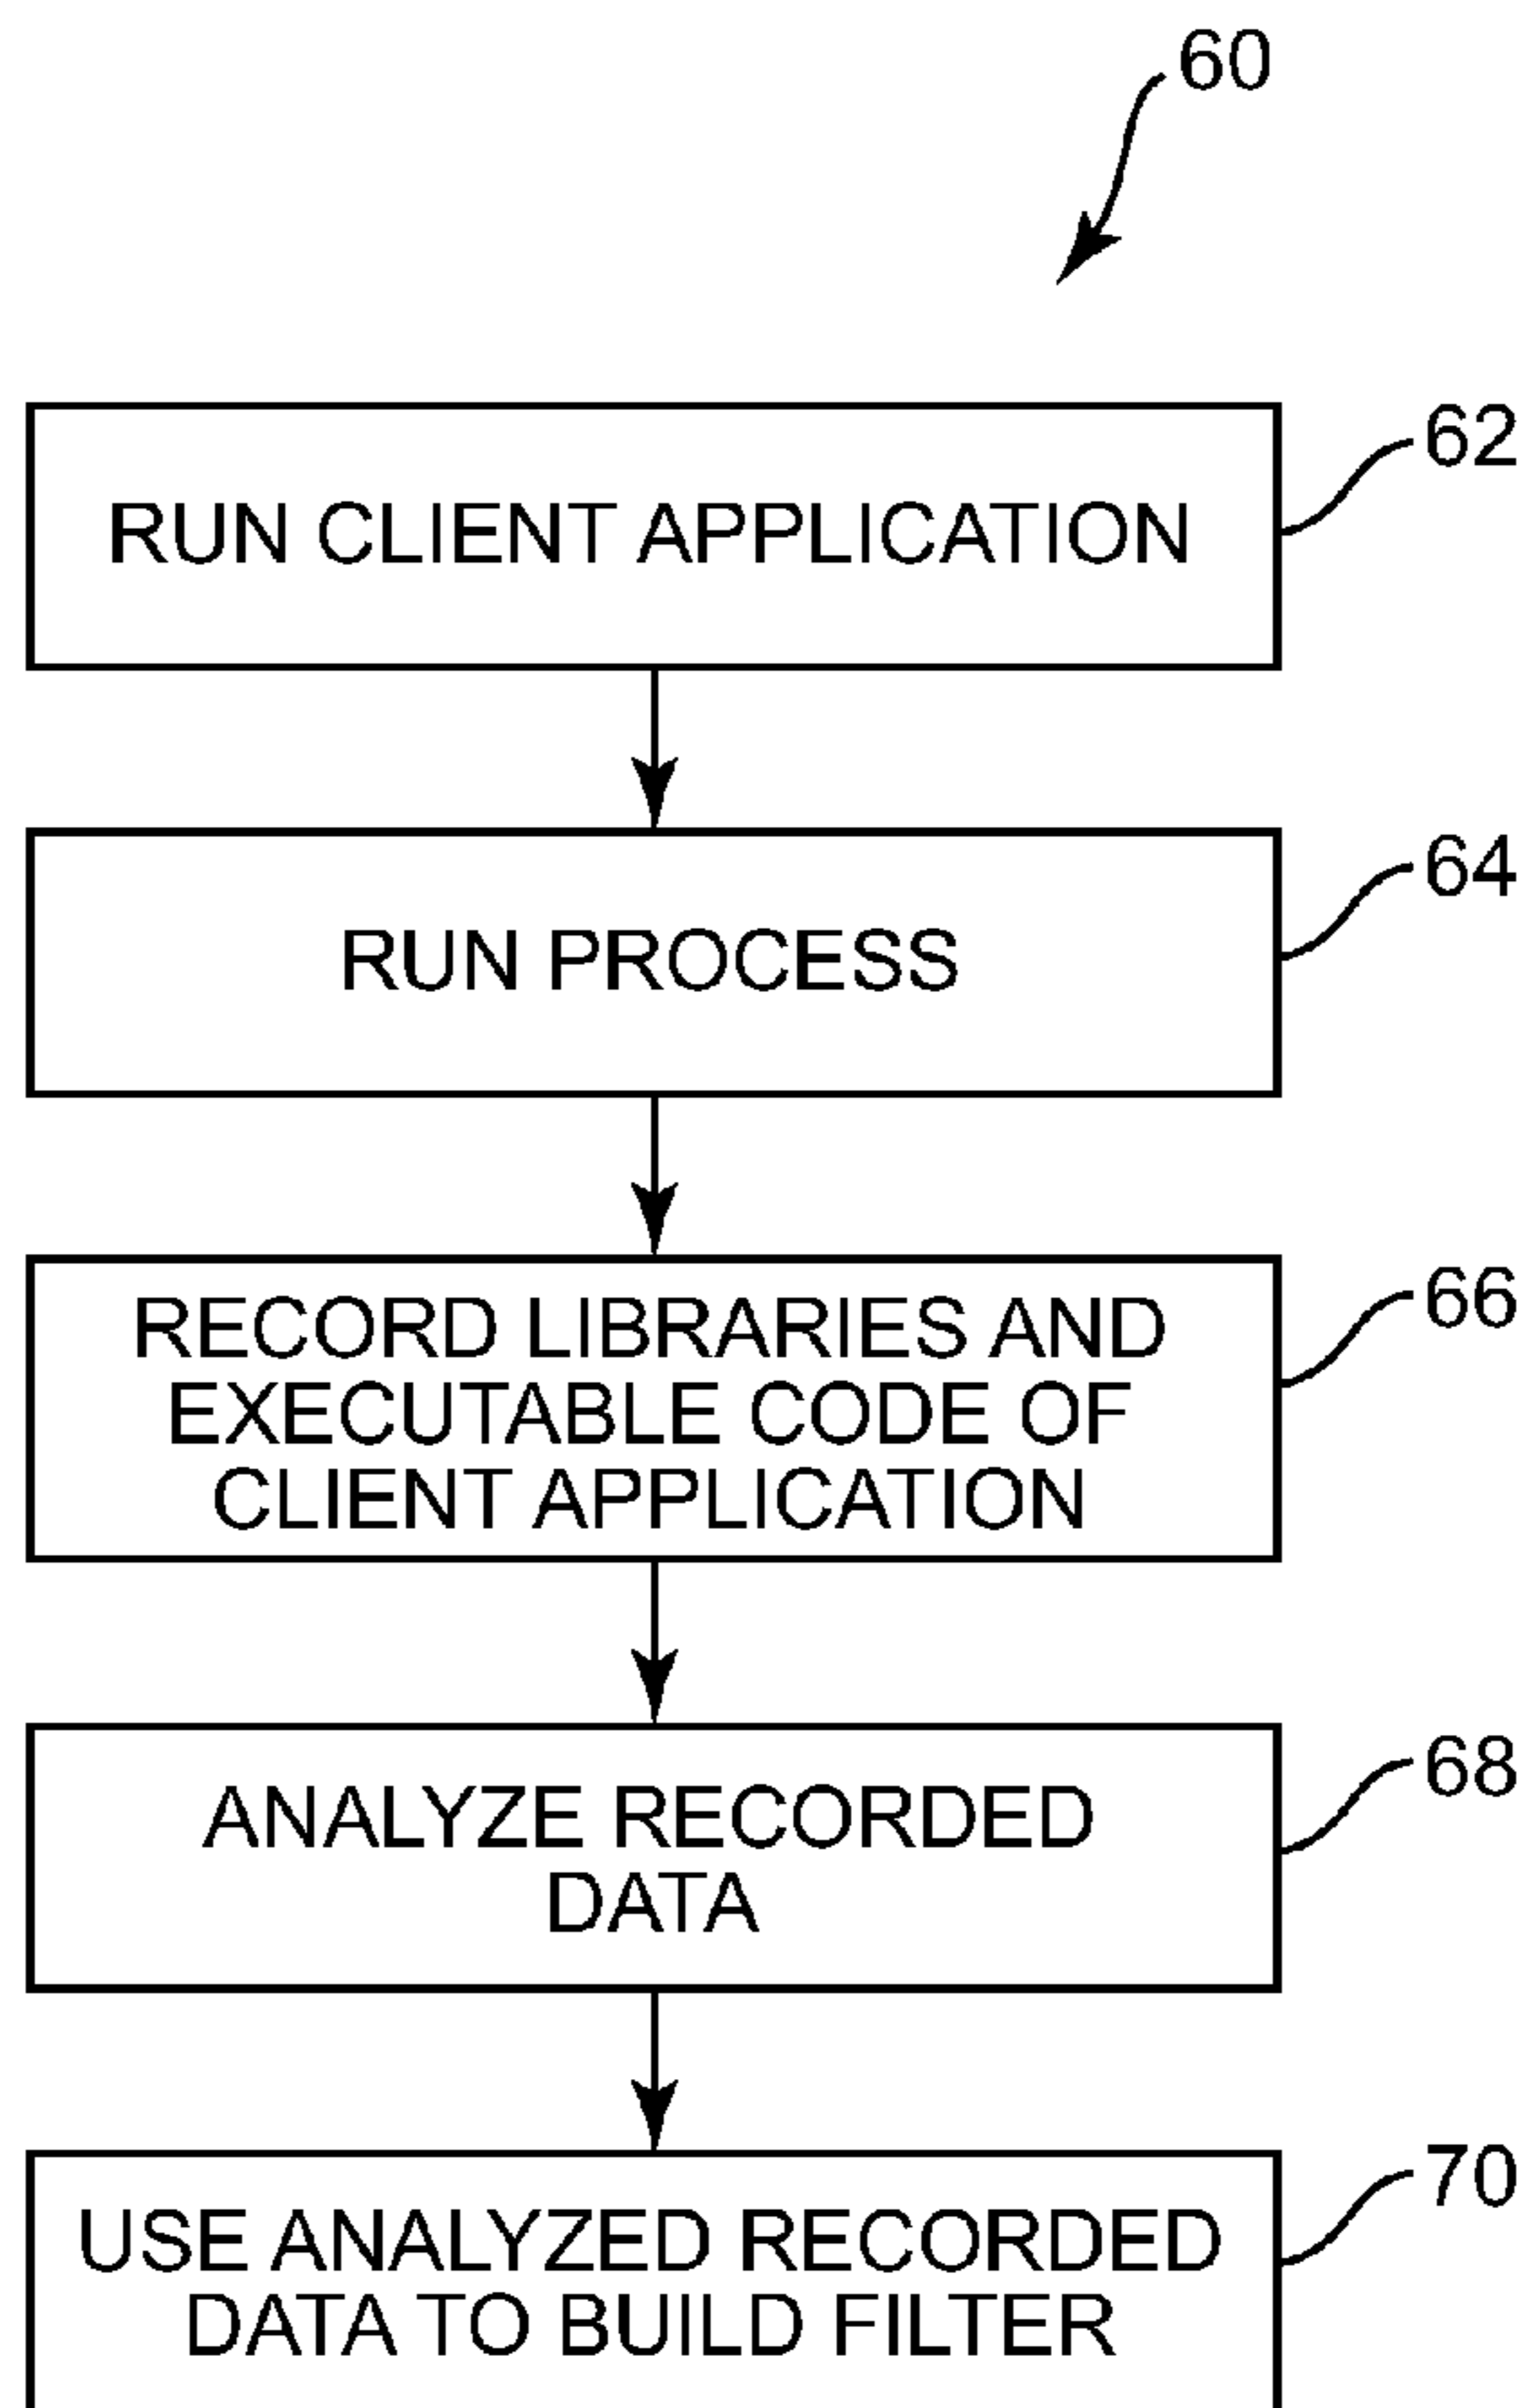 60
62
RUN CLIENT APPLICATION
64
RUN PROCESS
66
RECORD LIBRARIES AND
EXECUTABLE CODE OF
CLIENT APPLICATION
68
ANALYZE RECORDED
DATA
70
USE ANALYZED RECORDED
DATA TO BUILD FILTER